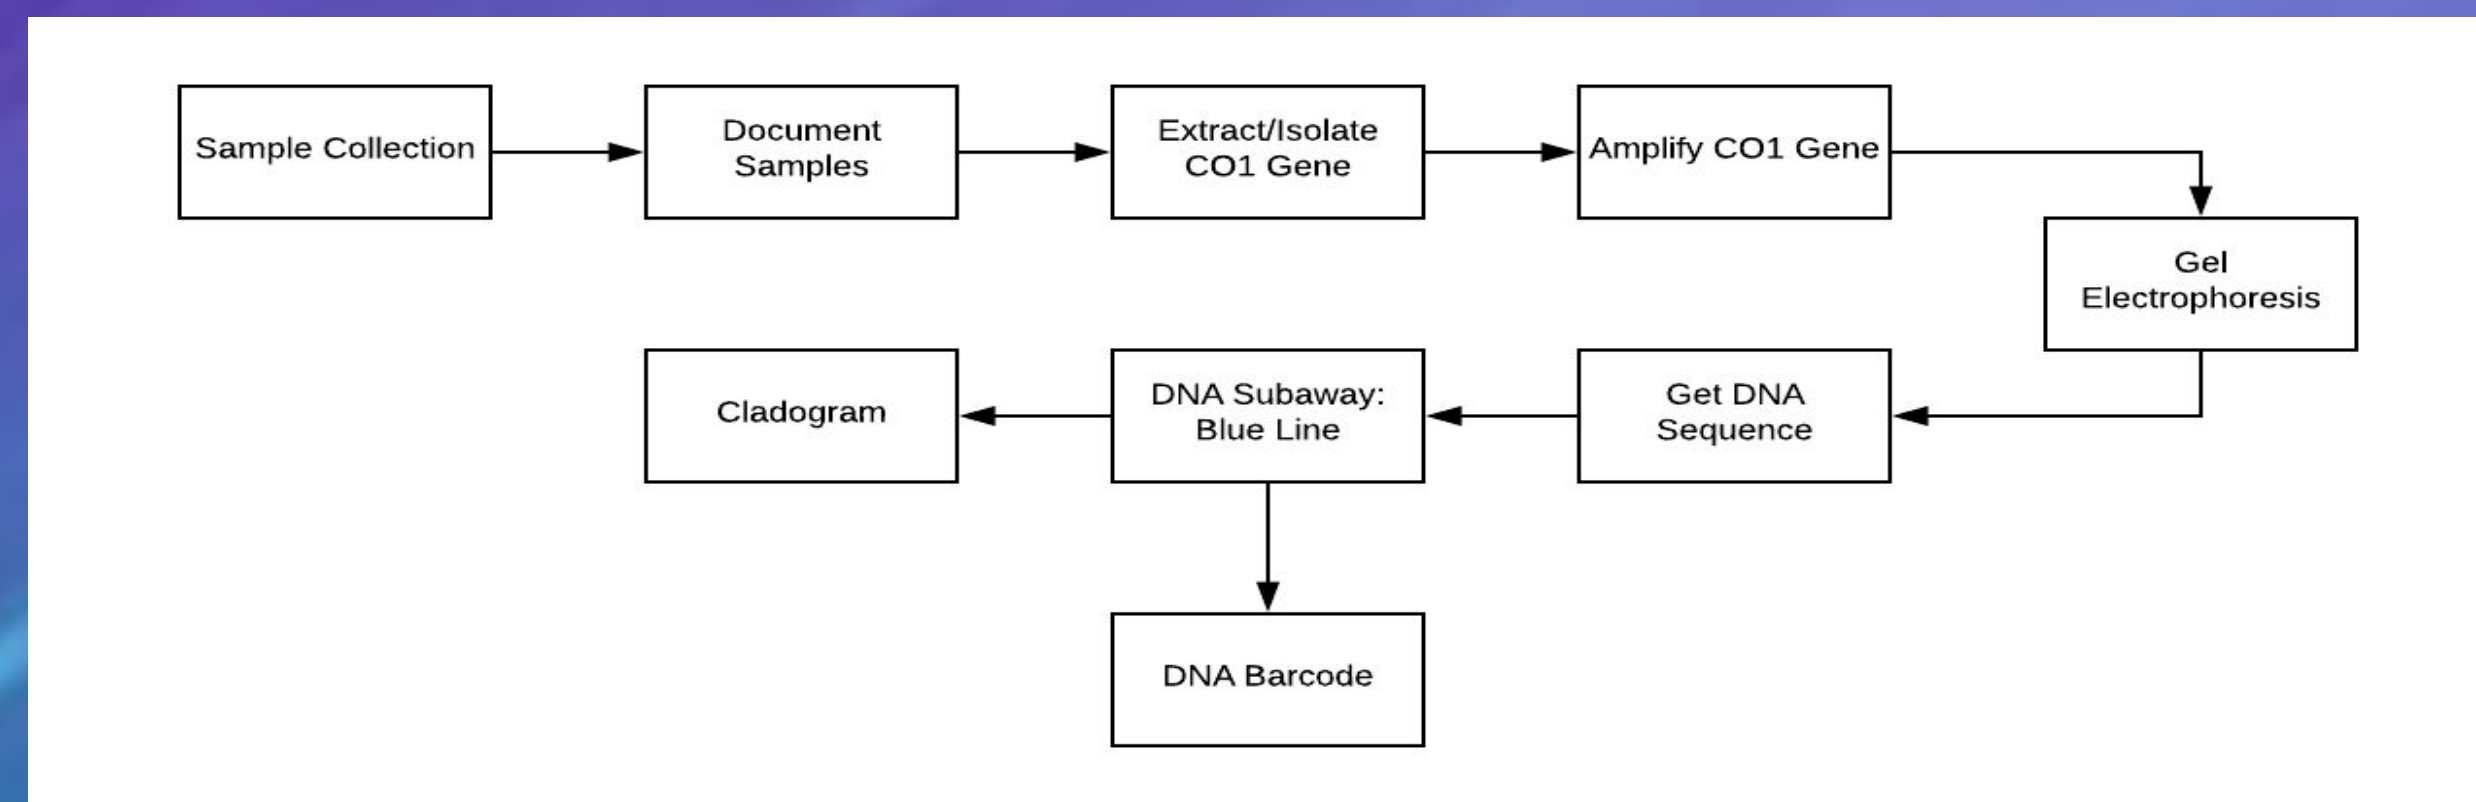 Sample Collection
Document
Samples
Extract/Isolate
CO1 Gene
Amplify CO1 Gene
Gel
Electrophoresis
Get DNA
Sequence
DNA Subaway:
Blue Line
Cladogram
DNA Barcode